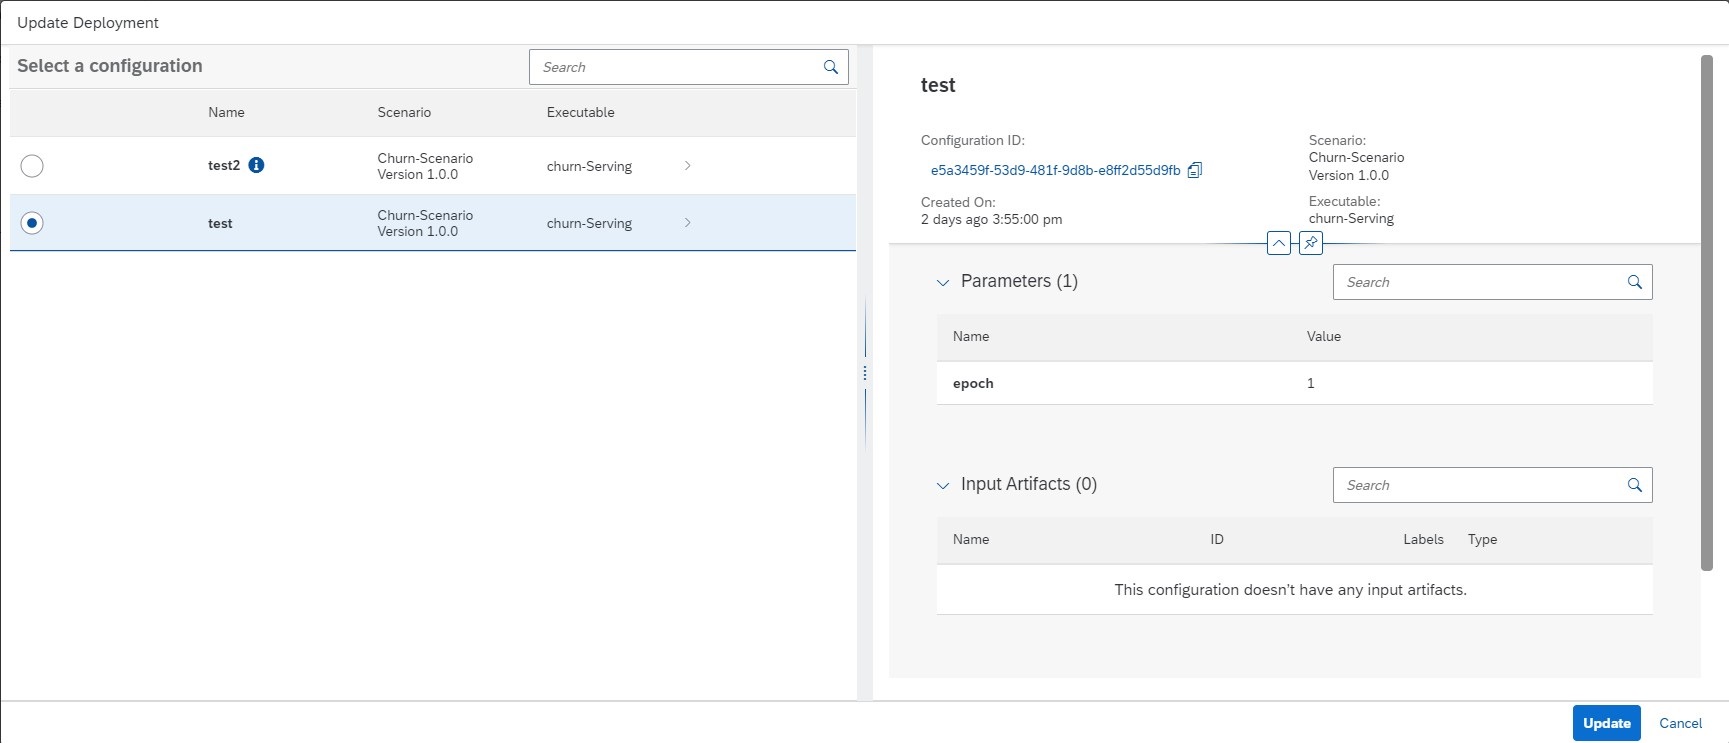 Update Deployment
Select a configuration
Search
Name Scenario Executable
test2 Churn-Scenario Version 1.0.0 churn-Serving
test Churn-Scenario Version 1.0.0 churn-Serving
test
Configuration ID:
e5a3459f-53d9-481f-9d8b-e8ff2d55d9fb
Created On:
2 days ago 3:55:00 pm
Scenario:
Churn-Scenario
Version 1.0.0
Executable:
churn-Serving
Parameters (1)
Search
Name Value
epoch 1
Input Artifacts (0)
Search
Name ID Labels Type
This configuration doesn't have any input artifacts.
Update Cancel